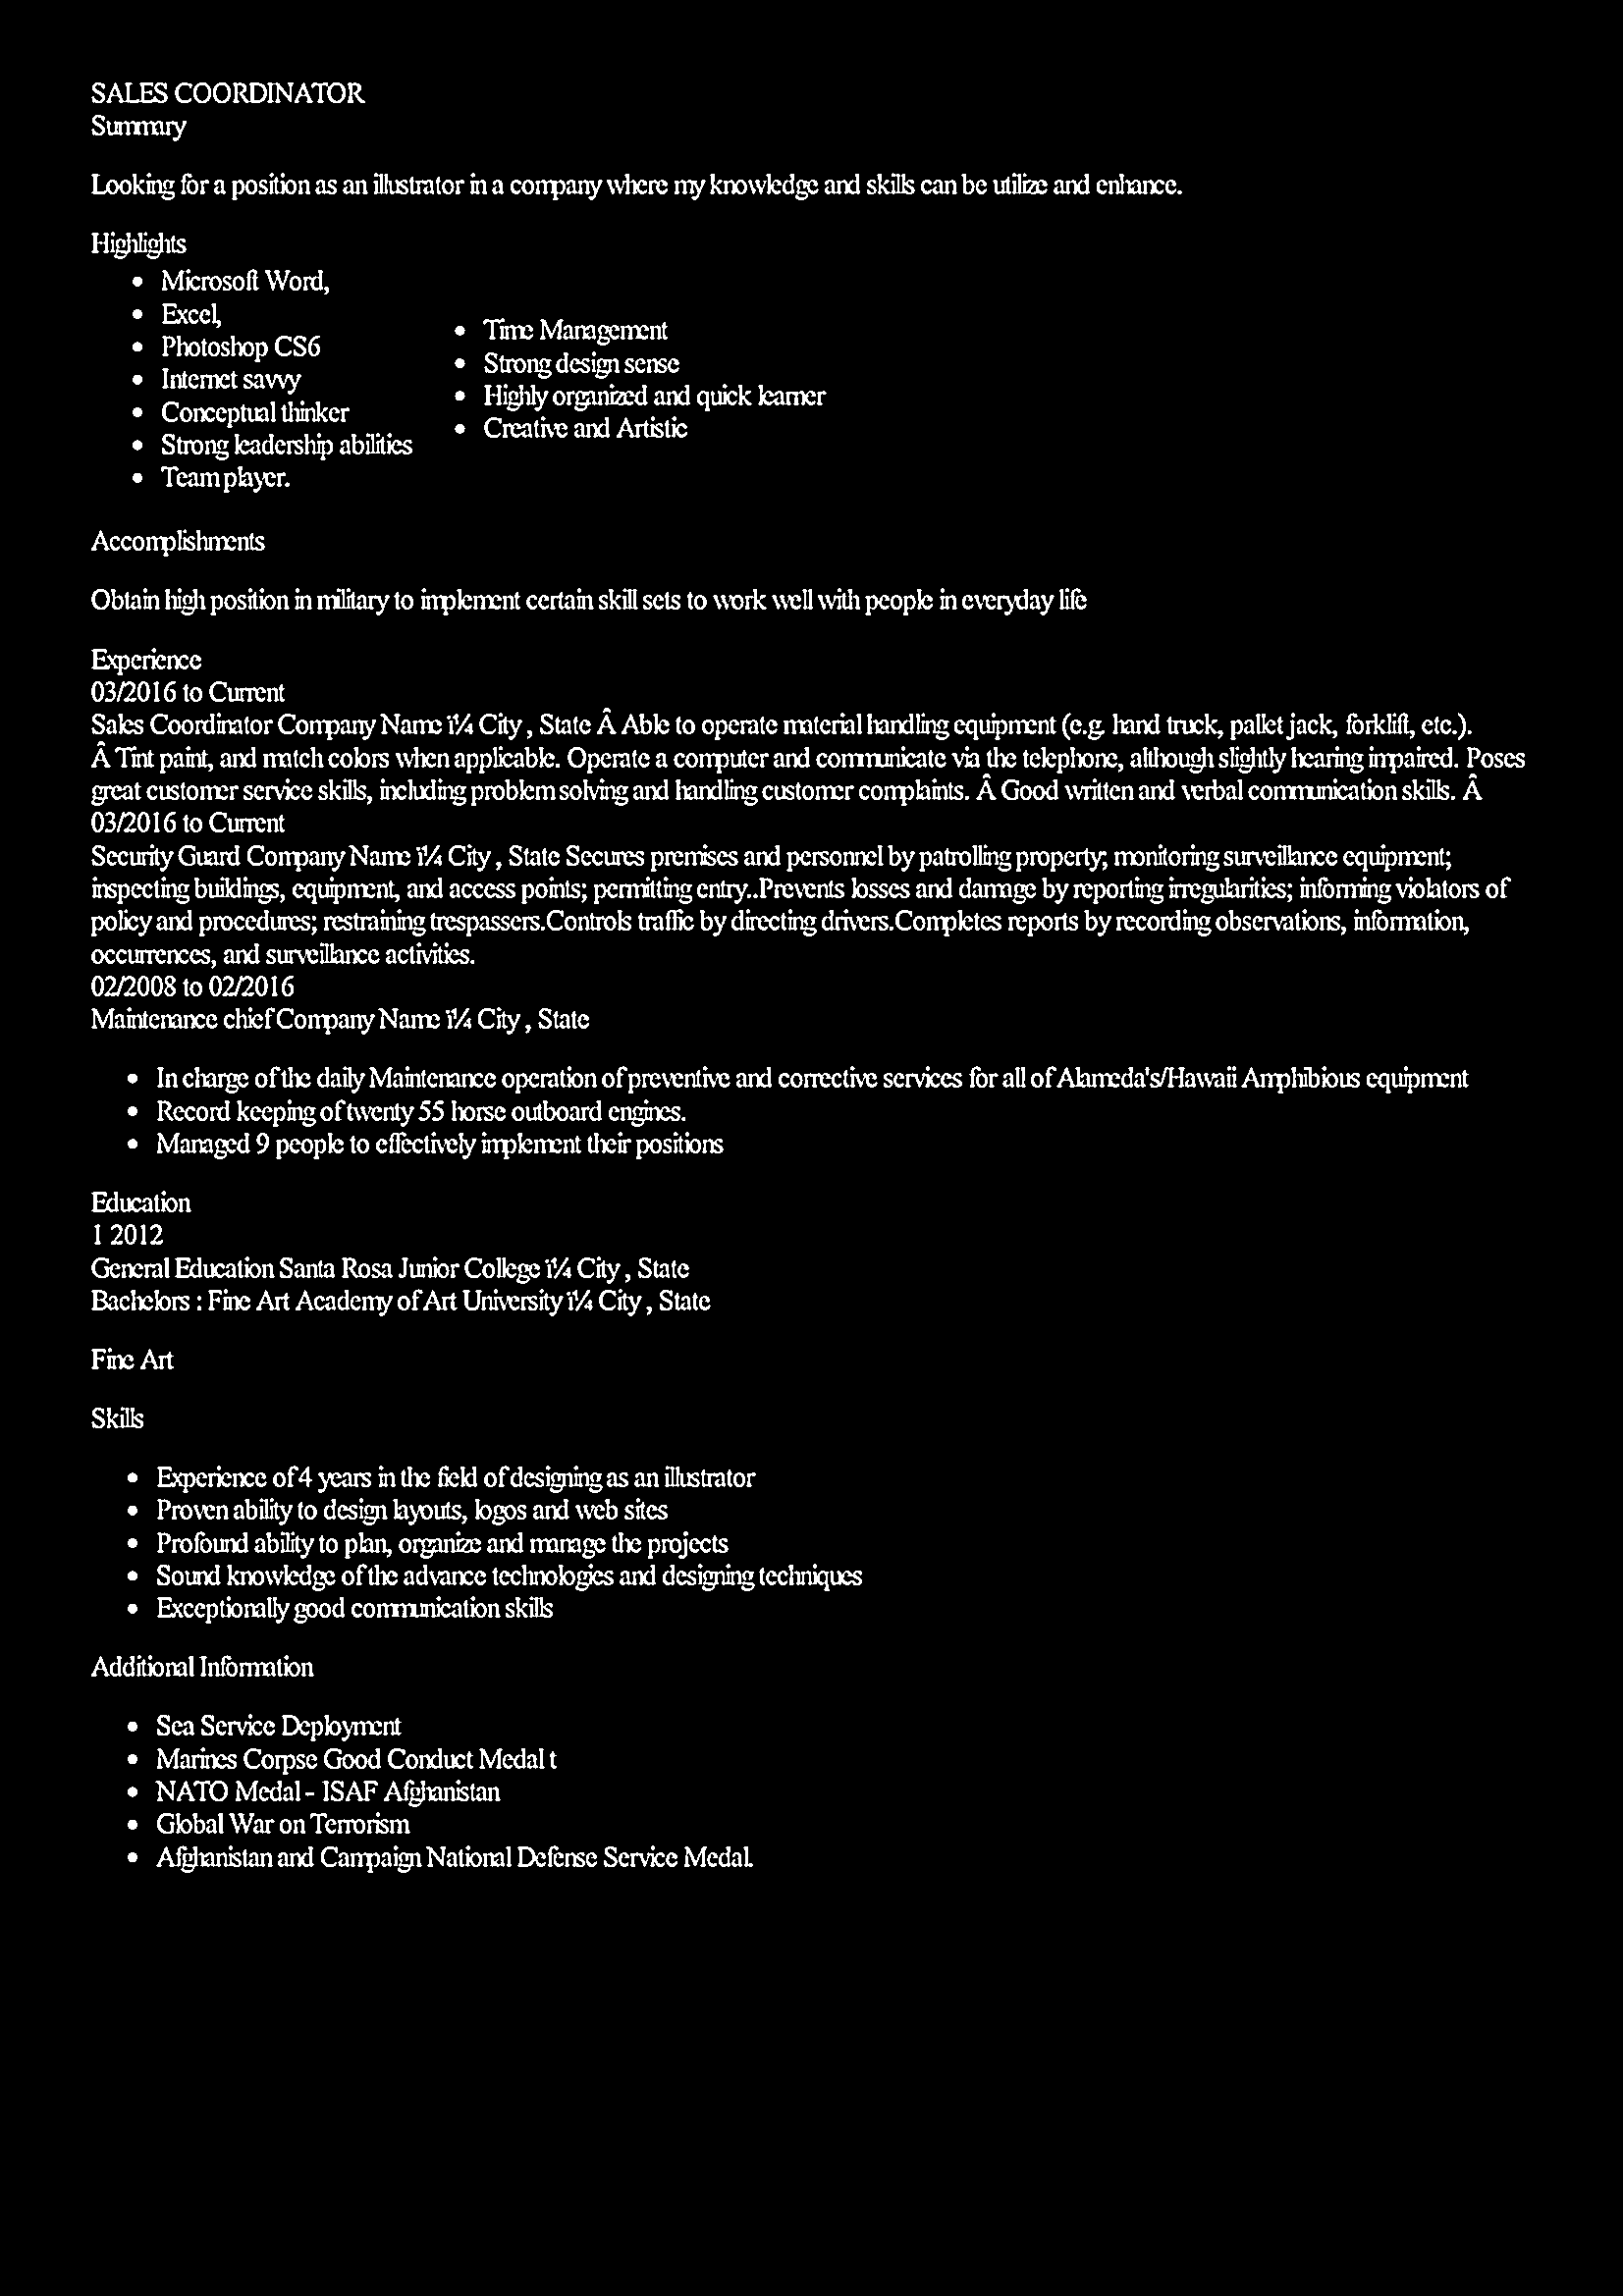 SALES COORDINATOR
Summary
Looking for a position as an illustrator in a company where my knowledge and skills can be utilize and enhance.
Highlights
• Microsoft Word,
• Excel,
• Photoshop CS6
• Internet savvy
• Conceptual thinker
• Strong leadership abilities
• Team player.
• Time Management
• Strong design sense
• Highly organized and quick learner
• Creative and Artistic
Accomplishments
Obtain high position in military to implement certain skill sets to work well with people in everyday life
Experience
03/2016 to Current
Sales Coordinator Company Name ï¼ City , State Â Able to operate material handling equipment (e.g. hand truck, pallet jack, forklift, etc.).
Â Tint paint, and match colors when applicable. Operate a computer and communicate via the telephone, although slightly hearing impaired. Poses
great customer service skills, including problem solving and handling customer complaints. Â Good written and verbal communication skills. Â
03/2016 to Current
Security Guard Company Name ï¼ City , State Secures premises and personnel by patrolling property; monitoring surveillance equipment;
inspecting buildings, equipment, and access points; permitting entry..Prevents losses and damage by reporting irregularities; informing violators of
policy and procedures; restraining trespassers.Controls traffic by directing drivers.Completes reports by recording observations, information,
occurrences, and surveillance activities.
02/2008 to 02/2016
Maintenance chief Company Name ï¼ City , State
• In charge of the daily Maintenance operation of preventive and corrective services for all of Alameda's/Hawaii Amphibious equipment
• Record keeping of twenty 55 horse outboard engines.
• Managed 9 people to effectively implement their positions
Education
1 2012
General Education Santa Rosa Junior College ï¼ City , State
Bachelors : Fine Art Academy of Art University ï¼ City , State
Fine Art
Skills
• Experience of 4 years in the field of designing as an illustrator
• Proven ability to design layouts, logos and web sites
• Profound ability to plan, organize and manage the projects
• Sound knowledge of the advance technologies and designing techniques
• Exceptionally good communication skills
Additional Information
• Sea Service Deployment
• Marines Corpse Good Conduct Medal t
• NATO Medal - ISAF Afghanistan
• Global War on Terrorism
• Afghanistan and Campaign National Defense Service Medal.